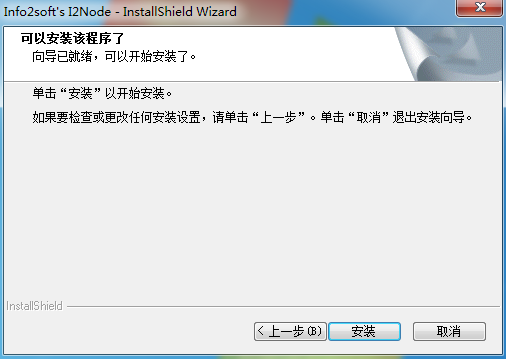 Info2soft's I2Node - InstallShield Wizard
可以安装该程序了
向导已就绪，可以开始安装了。
单击“安装”以开始安装。
如果要检查或更改任何安装设置，请单击“上一步”。单击“取消”退出安装向导。
InstallShield
< 上一步(B) 安装 取消